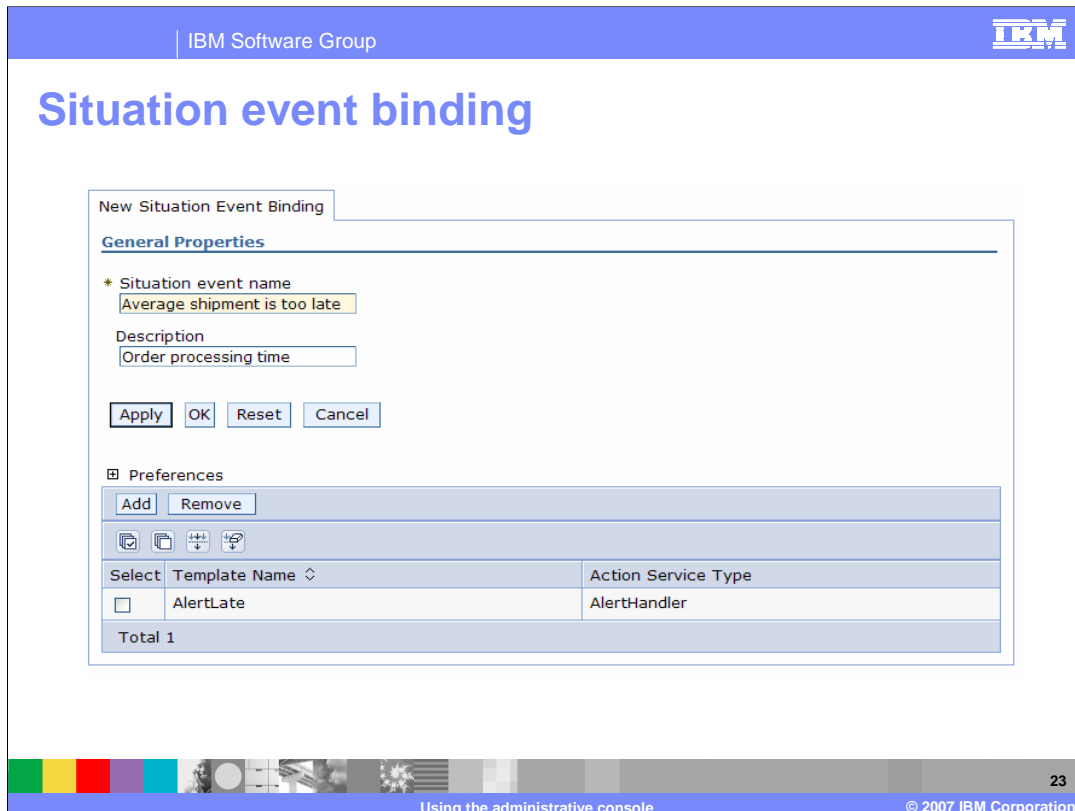 IBM Software Group
IBM
Situation event binding
New Situation Event Binding
General Properties
* Situation event name
Average shipment is too late
Description
Order processing time
Apply OK Reset Cancel
Preferences
Add Remove
Select Template Name Action Service Type
AlertLate AlertHandler
Total 1
23
Using the administrative console © 2007 IBM Corporation